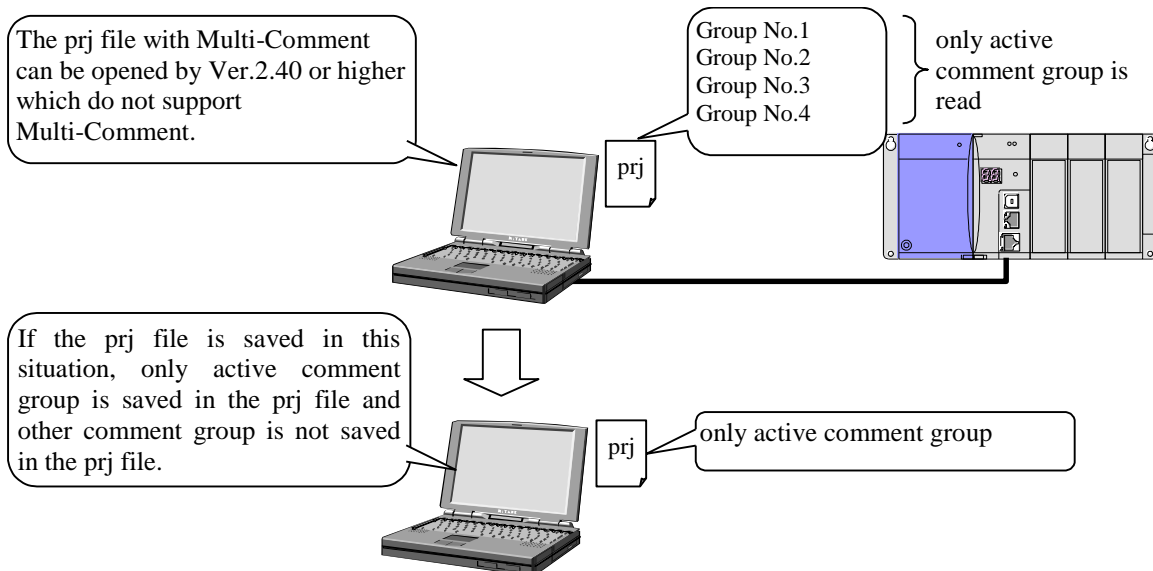 The prj file with Multi-Comment
can be opened by Ver.2.40 or higher
which do not support
Multi-Comment.
prj
Group No.1
Group No.2
Group No.3
Group No.4
only active
comment group is
read
If the prj file is saved in this
situation, only active comment
group is saved in the prj file and
other comment group is not saved
in the prj file.
prj
only active comment group